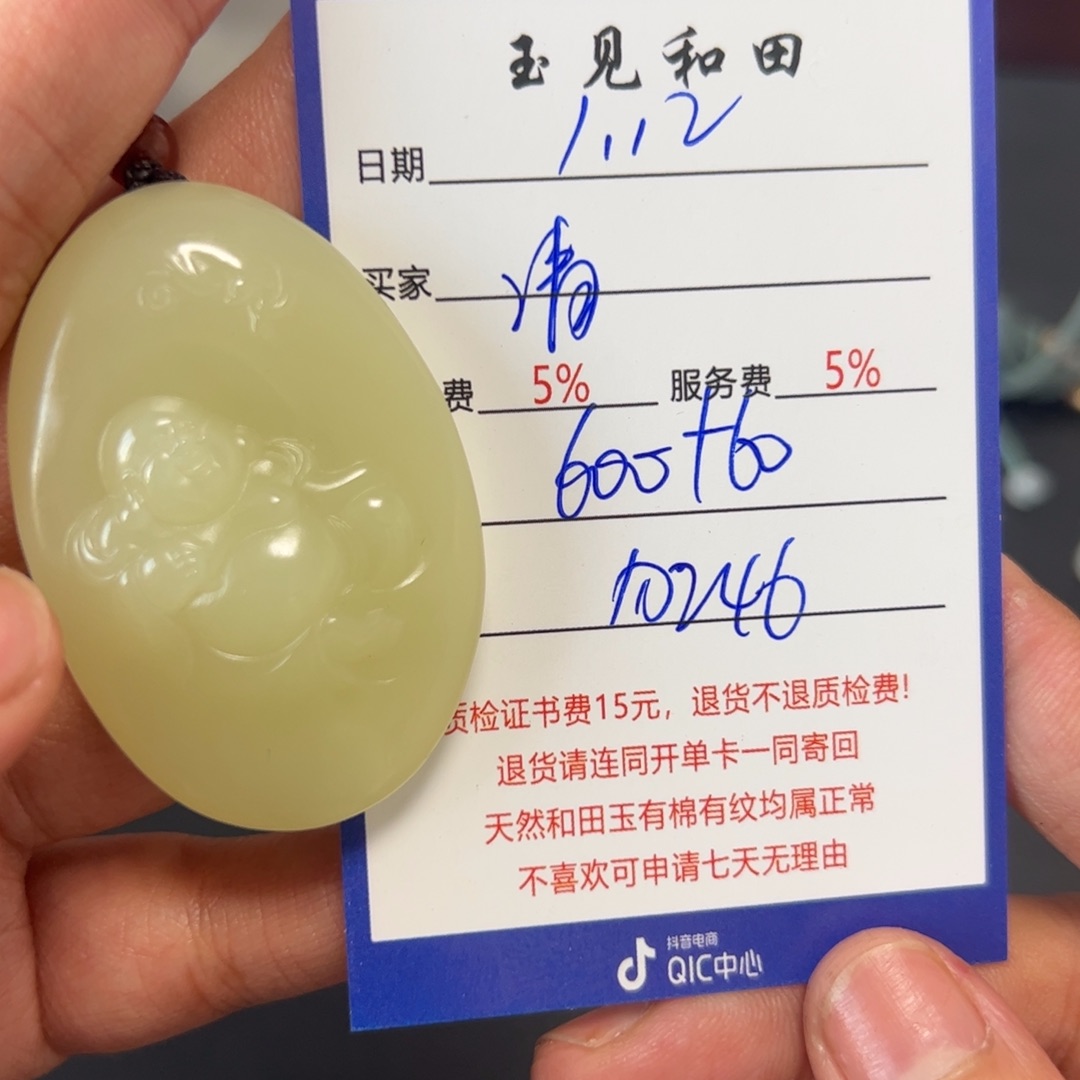 玉见和田
日期 1.12
买家 清
费 5% 服务费 5%
600+60
10246
质检证书费15元，退货不退质检费!
退货请连同开单卡一同寄回
天然和田玉有棉有纹均属正常
不喜欢可申请七天无理由
抖音电商
QIC中心